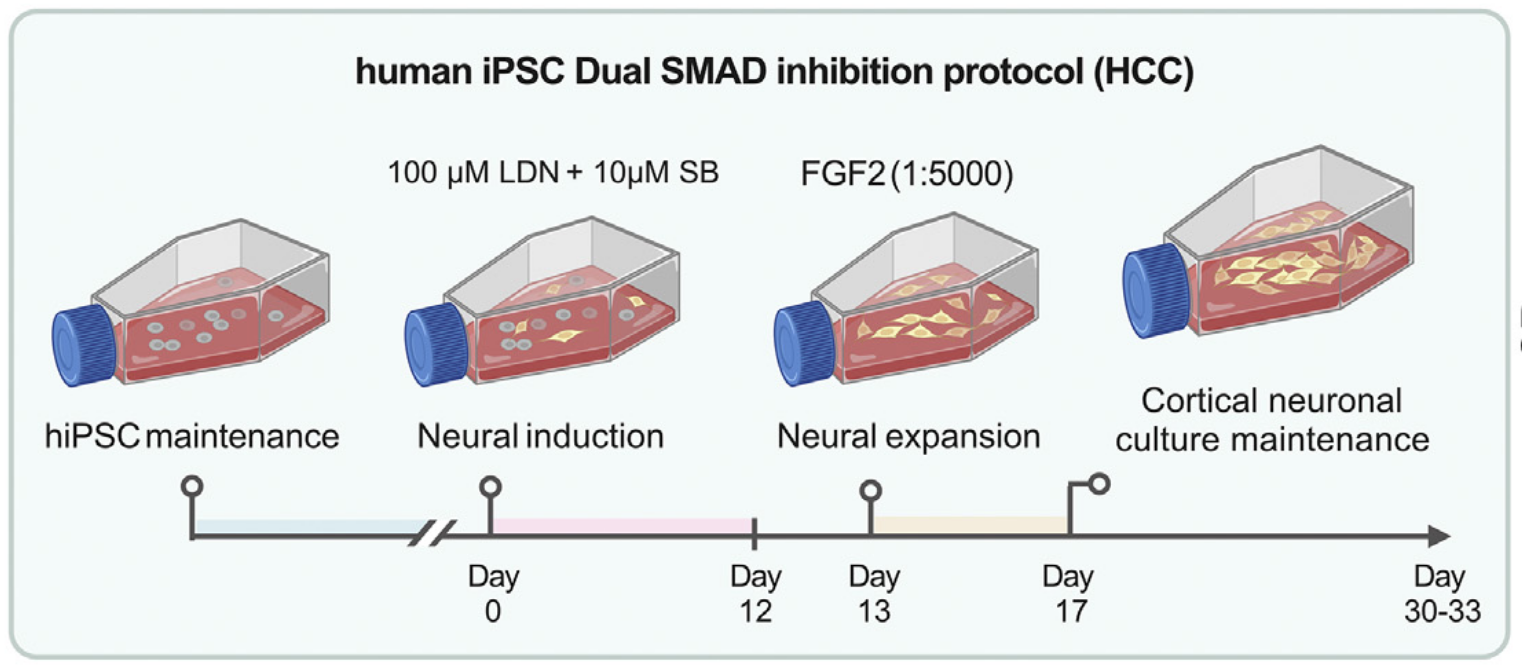 human iPSC Dual SMAD inhibition protocol (HCC)
100 µM LDN + 10µM SB
FGF2 (1:5000)
hiPSC maintenance
Neural induction
Neural expansion
Cortical neuronal
culture maintenance
Day
0
Day
12
Day
13
Day
17
Day
30-33